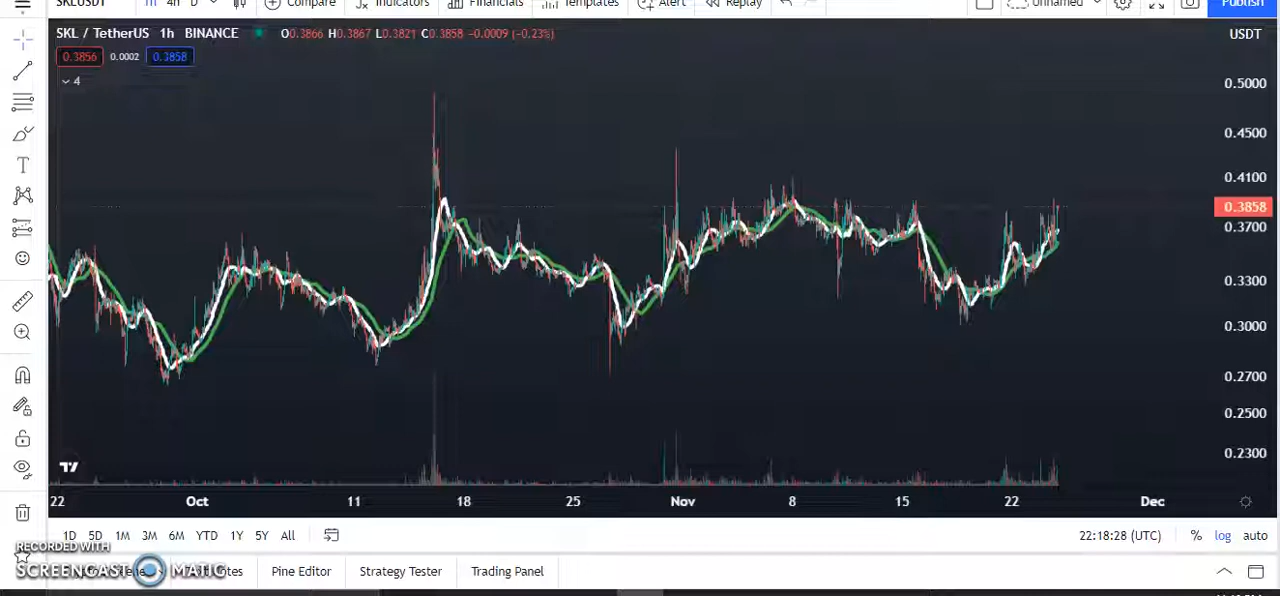 SKLUSDT 1h 4h D Compare Indicators Financials Templates Alert Replay Unnamed Publish
SKL / TetherUS 1h BINANCE O0.3866 H0.3867 L0.3821 C0.3858 -0.0009 (-0.23%) USDT
0.3856 0.0002 0.3858
4
0.5000
0.4500
0.4100
0.3858
0.3700
0.3300
0.3000
0.2700
0.2500
0.2300
22 Oct 11 18 25 Nov 8 15 22 Dec
1D 5D 1M 3M 6M YTD 1Y 5Y All 22:18:28 (UTC) % log auto
RECORDED WITH
SCREENCAST MATIC
Pine Editor Strategy Tester Trading Panel